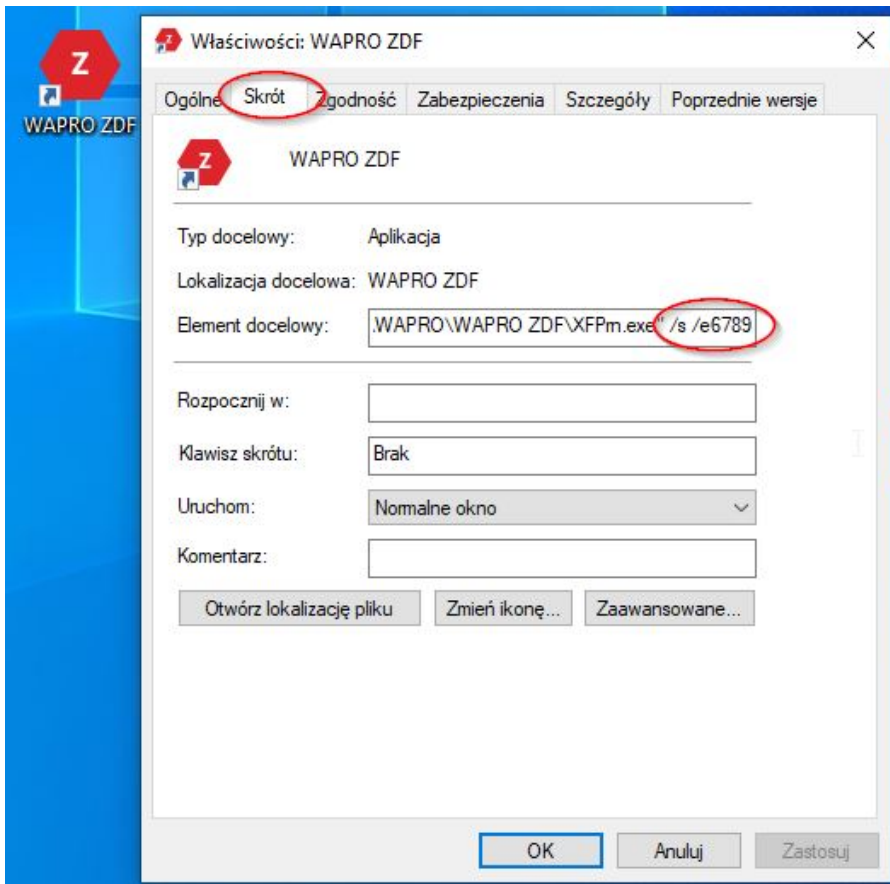 Z
WAPRO ZDF
Właściwości: WAPRO ZDF
Ogólne Skrót Zgodność Zabezpieczenia Szczegóły Poprzednie wersje
Z
WAPRO ZDF
Typ docelowy: Aplikacja
Lokalizacja docelowa: WAPRO ZDF
Element docelowy: .WAPRO\WAPRO ZDF\XFPrn.exe" /s /e6789
Rozpocznij w:
Klawisz skrótu: Brak
Uruchom: Normalne okno
Komentarz:
Otwórz lokalizację pliku Zmień ikonę... Zaawansowane...
OK Anuluj Zastosuj